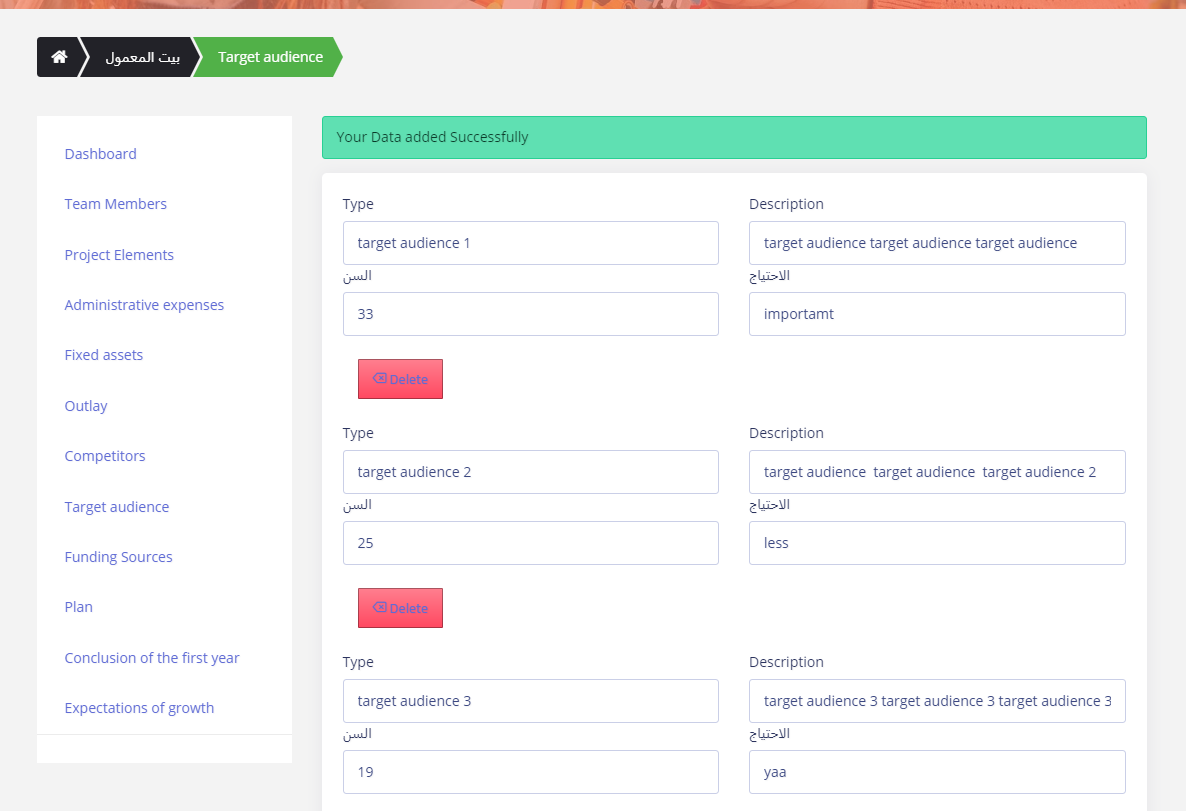 بيت المعمول
Target audience
Dashboard
Team Members
Project Elements
Administrative expenses
Fixed assets
Outlay
Competitors
Target audience
Funding Sources
Plan
Conclusion of the first year
Expectations of growth
Your Data added Successfully
Type
Description
target audience 1
target audience target audience target audience
السن
الاحتياج
33
importamt
Delete
Type
Description
target audience 2
target audience  target audience  target audience 2
السن
الاحتياج
25
less
Delete
Type
Description
target audience 3
target audience 3 target audience 3 target audience 3
السن
الاحتياج
19
yaa